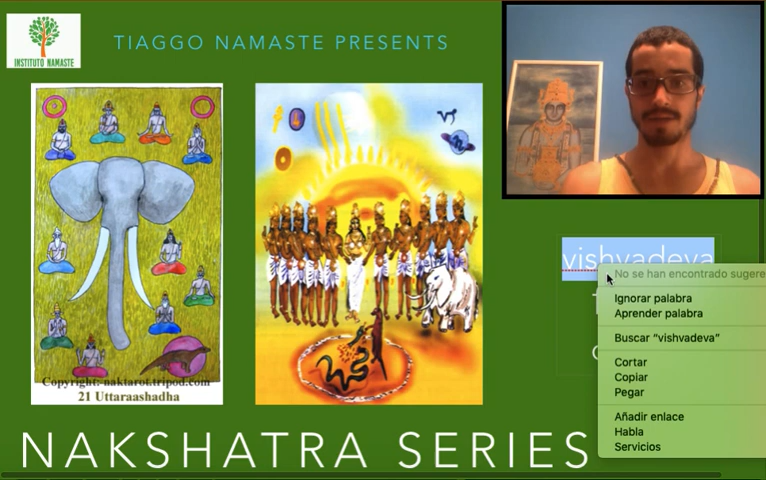 INSTITUTO NAMASTE
TIAGGO NAMASTE PRESENTS
Copyright: naktarot.tripod.com
21 Uttaraashadha
vishvadeva
No se han encontrado sugere
Ignorar palabra
Aprender palabra
Buscar “vishvadeva”
Cortar
Copiar
Pegar
Añadir enlace
Habla
Servicios
NAKSHATRA SERIES